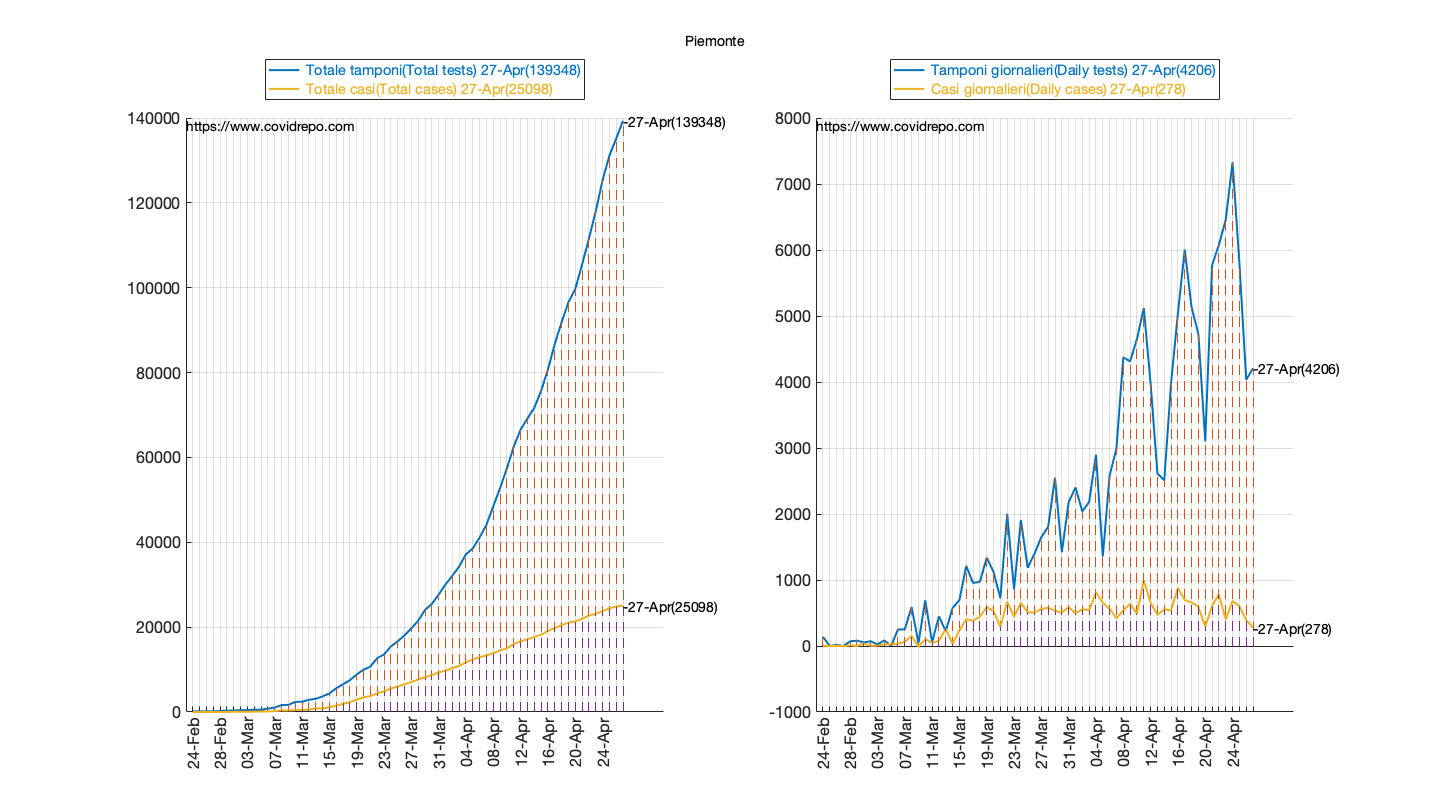 Piemonte
Totale tamponi(Total tests) 27-Apr(139348)
Totale casi(Total cases) 27-Apr(25098)
140000
120000
100000
80000
60000
40000
20000
0
https://www.covidrepo.com
27-Apr(139348)
27-Apr(25098)
24-Feb
28-Feb
03-Mar
07-Mar
11-Mar
15-Mar
19-Mar
23-Mar
27-Mar
31-Mar
04-Apr
08-Apr
12-Apr
16-Apr
20-Apr
24-Apr
Tamponi giornalieri(Daily tests) 27-Apr(4206)
Casi giornalieri(Daily cases) 27-Apr(278)
8000
7000
6000
5000
4000
3000
2000
1000
0
-1000
https://www.covidrepo.com
27-Apr(4206)
27-Apr(278)
24-Feb
28-Feb
03-Mar
07-Mar
11-Mar
15-Mar
19-Mar
23-Mar
27-Mar
31-Mar
04-Apr
08-Apr
12-Apr
16-Apr
20-Apr
24-Apr